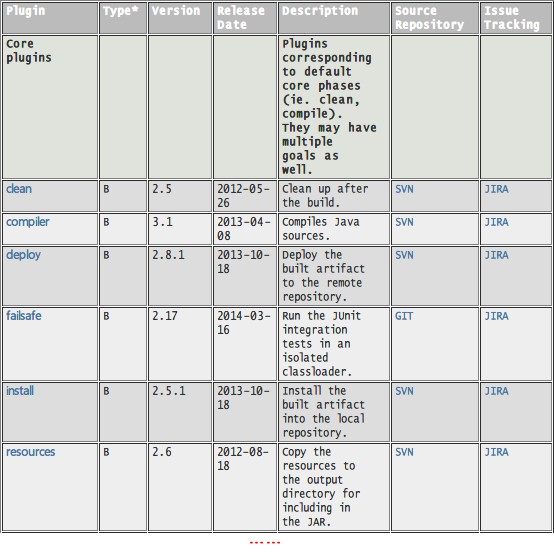 Plugin
Type*
Version
Release
Date
Description
Source
Repository
Issue
Tracking
Core
plugins
Plugins
corresponding
to default
core phases
(ie. clean,
compile).
They may have
multiple
goals as
well.
clean
B
2.5
2012-05-
26
Clean up after
the build.
SVN
JIRA
compiler
B
3.1
2013-04-
08
Compiles Java
sources.
SVN
JIRA
deploy
B
2.8.1
2013-10-
18
Deploy the
built artifact
to the remote
repository.
SVN
JIRA
failsafe
B
2.17
2014-03-
16
Run the JUnit
integration
tests in an
isolated
classloader.
GIT
JIRA
install
B
2.5.1
2013-10-
18
Install the
built artifact
into the local
repository.
SVN
JIRA
resources
B
2.6
2012-08-
18
Copy the
resources to
the output
directory for
including in
the JAR.
SVN
JIRA